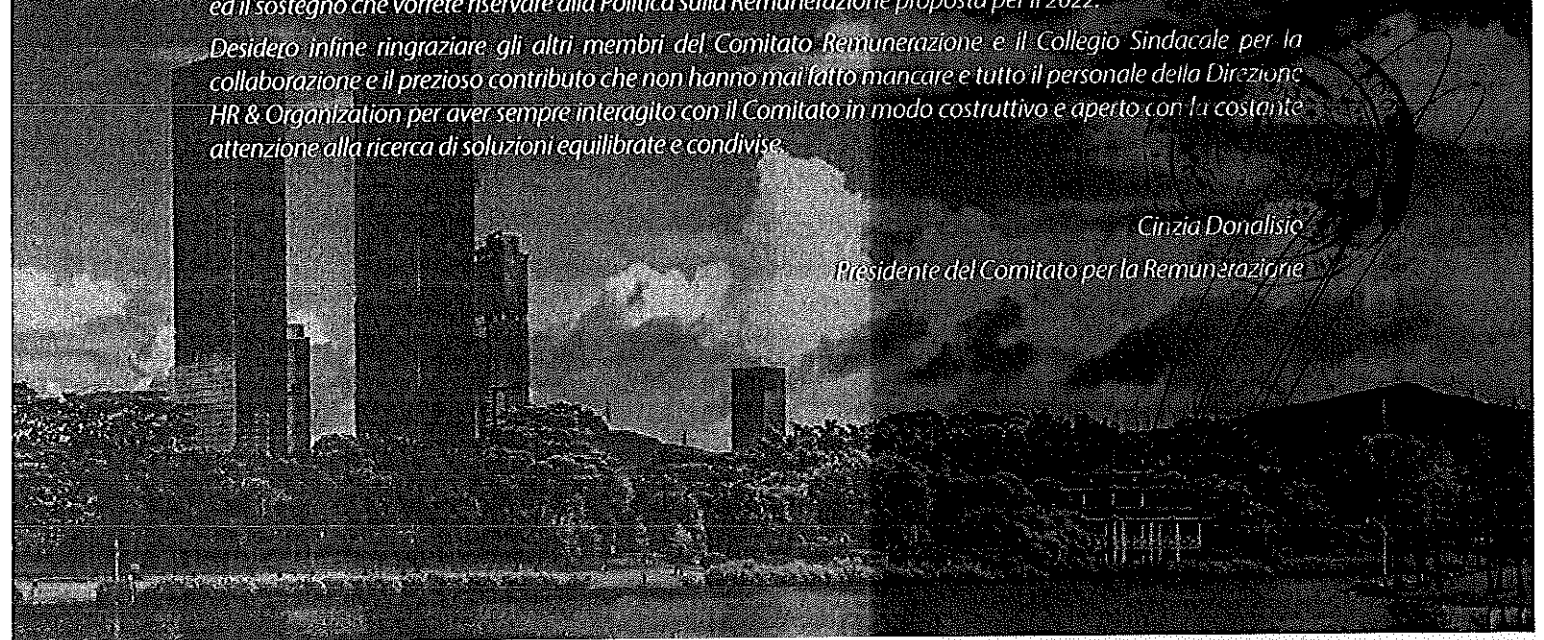 ed il sostegno che vorrete riservare alla Politica sulla Remunerazione proposta per il 2022.
Desidero infine ringraziare gli altri membri del Comitato Remunerazione e il Collegio Sindacale per la
collaborazione e il prezioso contributo che non hanno mai fatto mancare e tutto il personale della Direzione
HR & Organization per aver sempre interagito con il Comitato in modo costruttivo e aperto con la costante
attenzione alla ricerca di soluzioni equilibrate e condivise.
Cinzia Donalisio
Presidente del Comitato per la Remunerazione